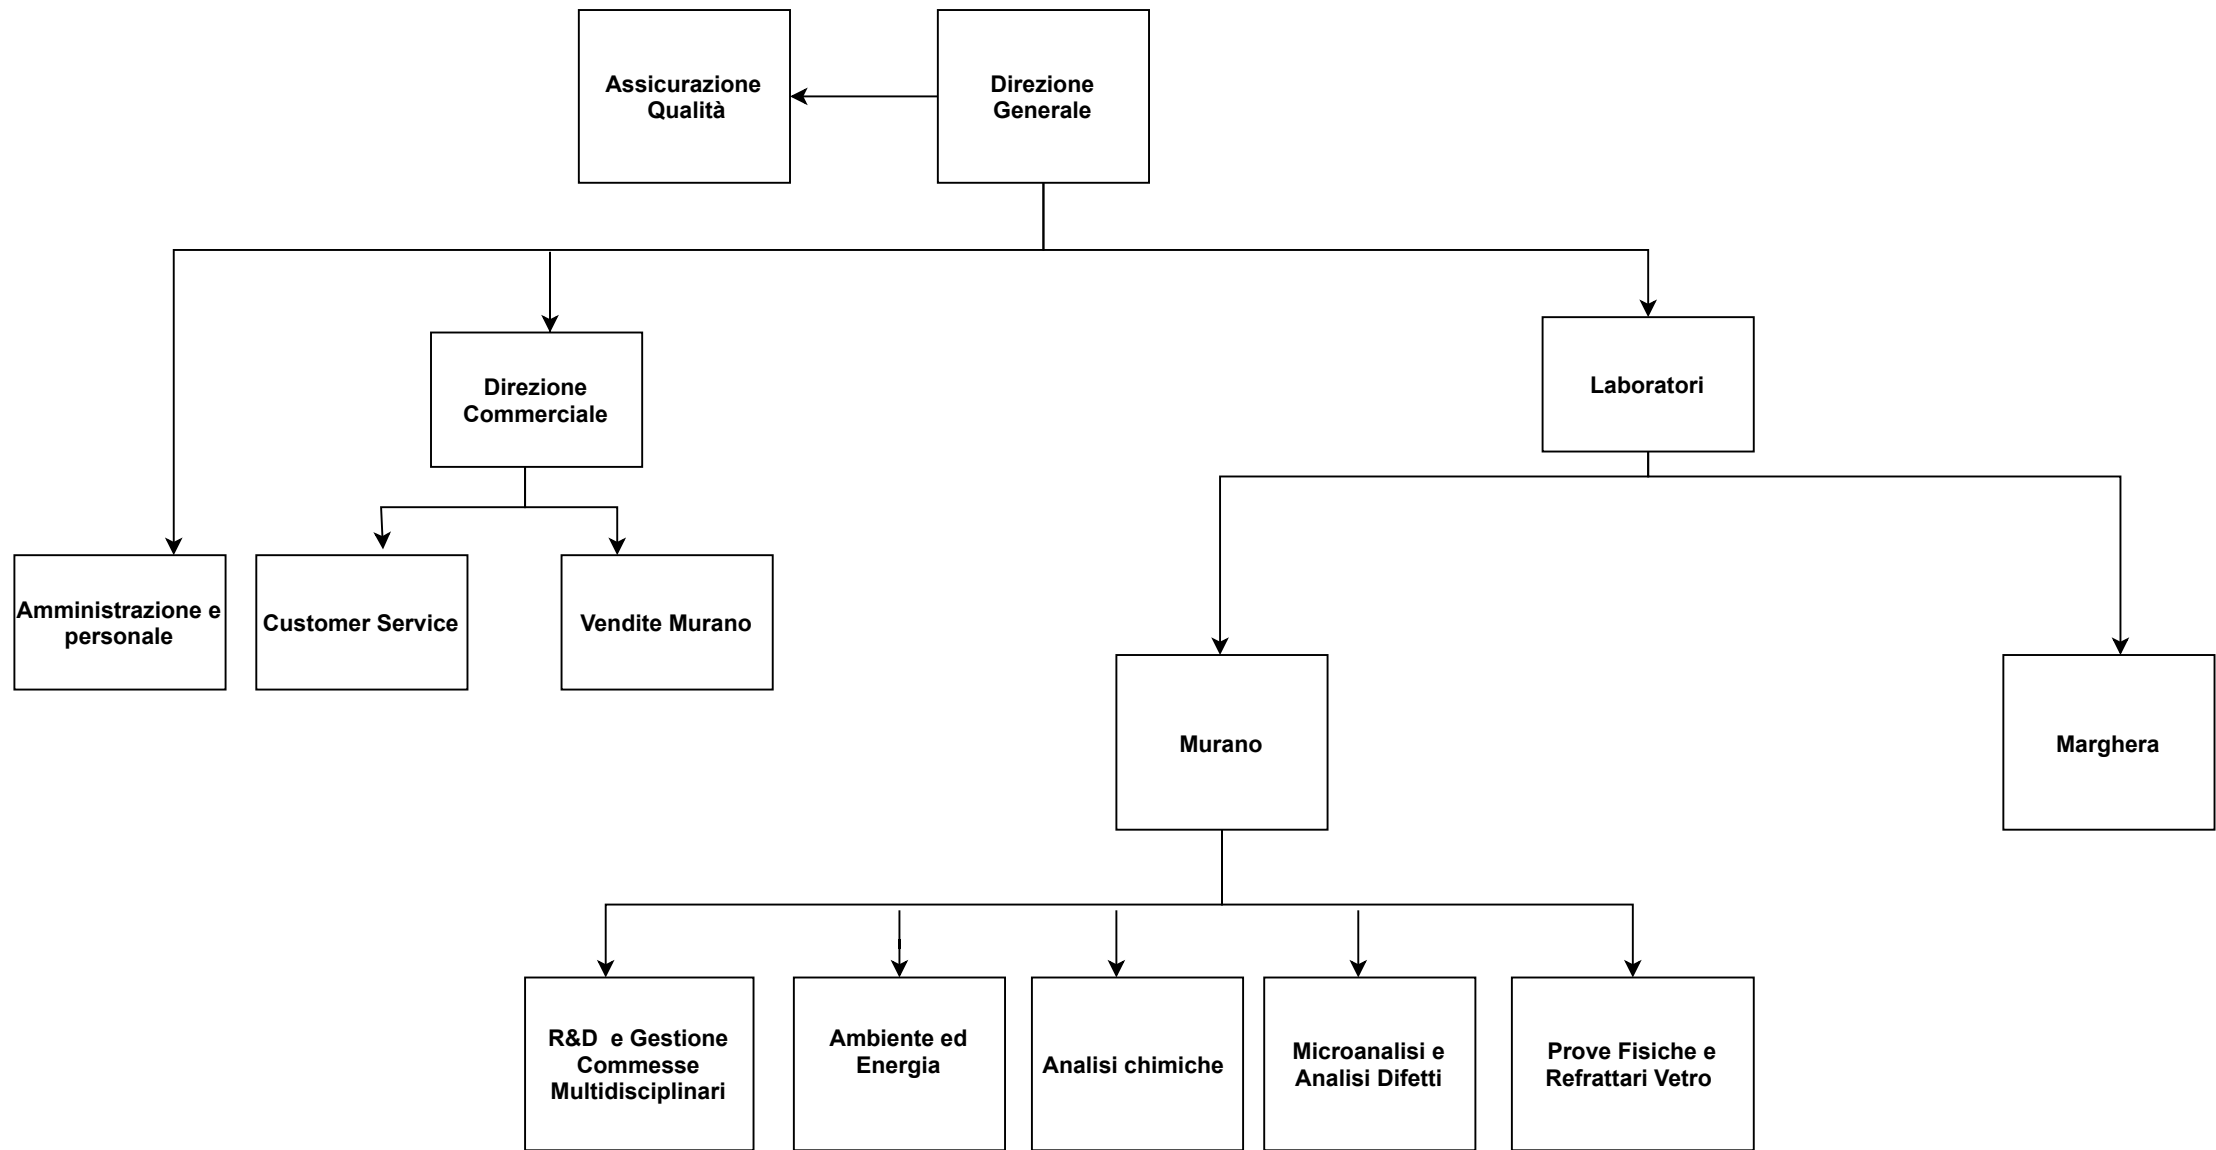 Assicurazione
Qualità
Direzione
Generale
Direzione
Commerciale
Laboratori
Amministrazione e
personale
Customer Service
Vendite Murano
Murano
Marghera
R&D  e Gestione
Commesse
Multidisciplinari
Ambiente ed
Energia
Analisi chimiche
Microanalisi e
Analisi Difetti
Prove Fisiche e
Refrattari Vetro